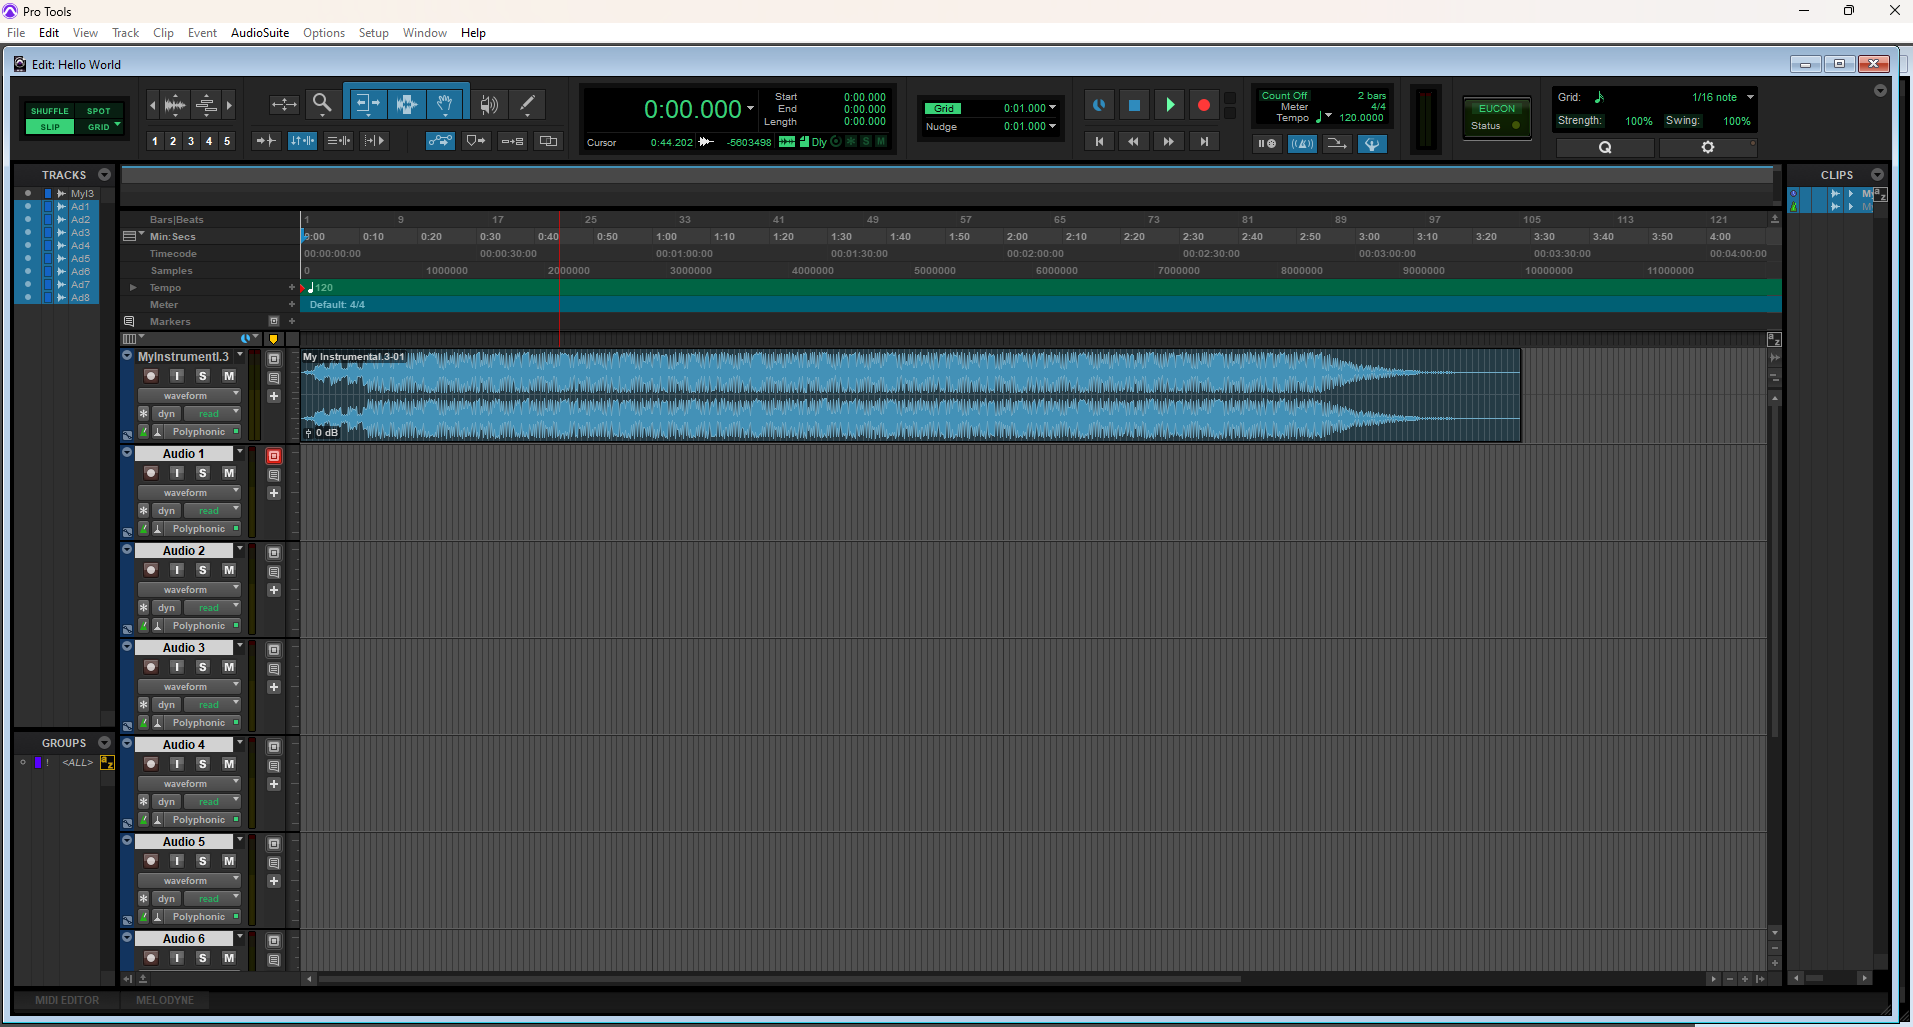 Pro Tools
File Edit View Track Clip Event AudioSuite Options Setup Window Help
Edit: Hello World
SHUFFLE SPOT
SLIP GRID
1 2 3 4 5
0:00.000
Start 0:00.000
End 0:00.000
Length 0:00.000
Cursor 0:44.202 -5603498 Dly S M
Grid 0:01.000
Nudge 0:01.000
Count Off 2 bars
Meter 4/4
Tempo 120.0000
EUCON
Status
Grid: 1/16 note
Strength: 100% Swing: 100%
Q
TRACKS
MyI3
Ad1
Ad2
Ad3
Ad4
Ad5
Ad6
Ad7
Ad8
GROUPS
! <ALL> a z
Bars|Beats 1 9 17 25 33 41 49 57 65 73 81 89 97 105 113 121
Min:Secs 0:00 0:10 0:20 0:30 0:40 0:50 1:00 1:10 1:20 1:30 1:40 1:50 2:00 2:10 2:20 2:30 2:40 2:50 3:00 3:10 3:20 3:30 3:40 3:50 4:00
Timecode 00:00:00:00 00:00:30:00 00:01:00:00 00:01:30:00 00:02:00:00 00:02:30:00 00:03:00:00 00:03:30:00 00:04:00:00
Samples 0 1000000 2000000 3000000 4000000 5000000 6000000 7000000 8000000 9000000 10000000 11000000
Tempo 120
Meter Default: 4/4
Markers
a z
MyInstrumentl.3
I S M
waveform
dyn read
Polyphonic
My Instrumental.3-01
0 dB
Audio 1
I S M
waveform
dyn read
Polyphonic
Audio 2
I S M
waveform
dyn read
Polyphonic
Audio 3
I S M
waveform
dyn read
Polyphonic
Audio 4
I S M
waveform
dyn read
Polyphonic
Audio 5
I S M
waveform
dyn read
Polyphonic
Audio 6
I S M
CLIPS
a z
MIDI EDITOR MELODYNE